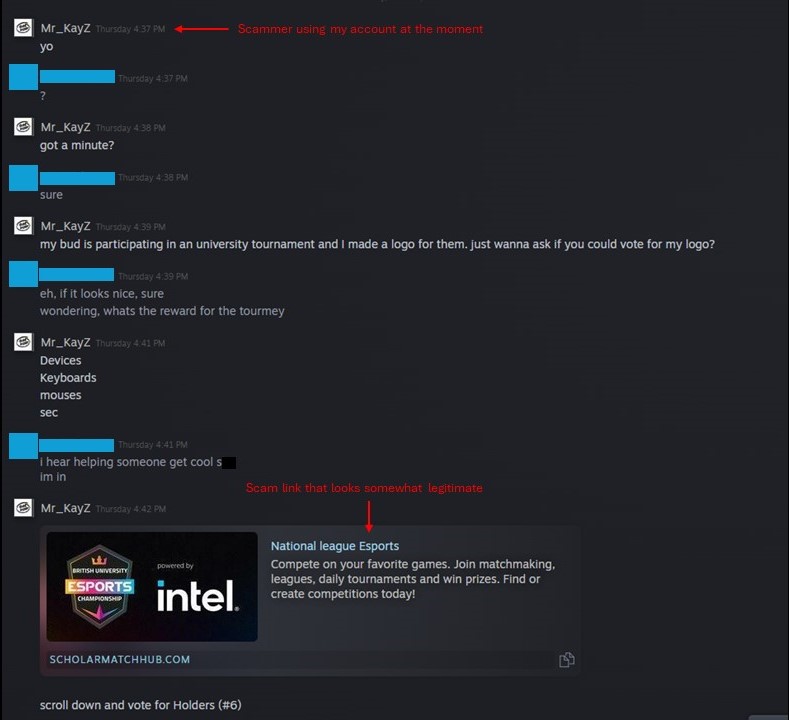 Mr_KayZ Thursday 4:37 PM Scammer using my account at the moment
yo
Thursday 4:37 PM
?
Mr_KayZ Thursday 4:38 PM
got a minute?
Thursday 4:38 PM
sure
Mr_KayZ Thursday 4:39 PM
my bud is participating in an university tournament and I made a logo for them. just wanna ask if you could vote for my logo?
Thursday 4:39 PM
eh, if it looks nice, sure
wondering, whats the reward for the tourmey
Mr_KayZ Thursday 4:41 PM
Devices
Keyboards
mouses
sec
Thursday 4:41 PM
i hear helping someone get cool s
im in
Scam link that looks somewhat legitimate
Mr_KayZ Thursday 4:42 PM
BRITISH UNIVERSITY
ESPORTS
CHAMPIONSHIP
powered by
intel.
National league Esports
Compete on your favorite games. Join matchmaking,
leagues, daily tournaments and win prizes. Find or
create competitions today!
SCHOLARMATCHHUB.COM
scroll down and vote for Holders (#6)